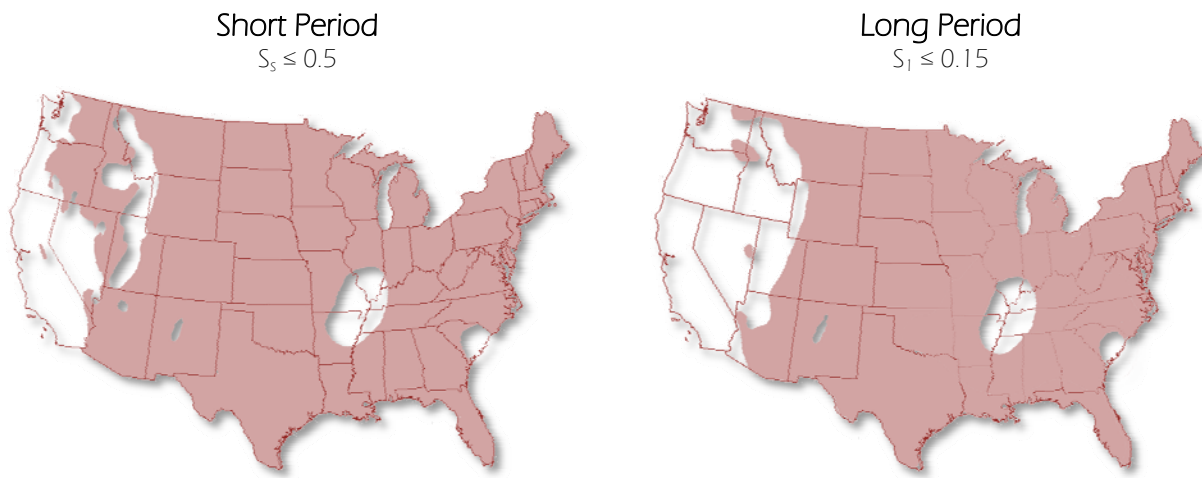 Short Period
Sₛ ≤ 0.5
Long Period
S₁ ≤ 0.15